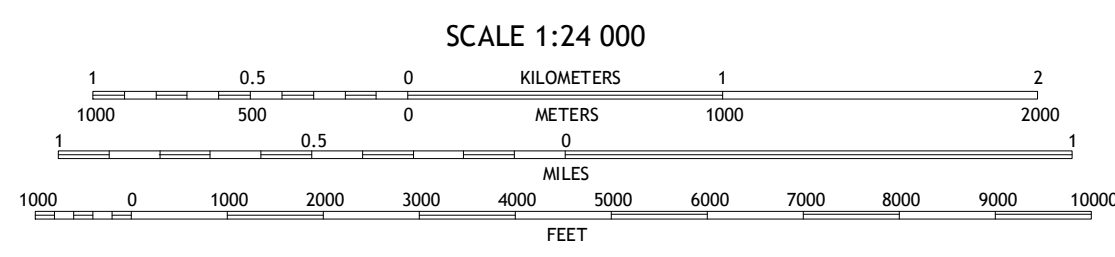 SCALE 1:24 000
1 0.5 0 KILOMETERS 1 2
1000 500 0 METERS 1000 2000
1 0.5 0 1
MILES
1000 0 1000 2000 3000 4000 5000 6000 7000 8000 9000 10000
FEET